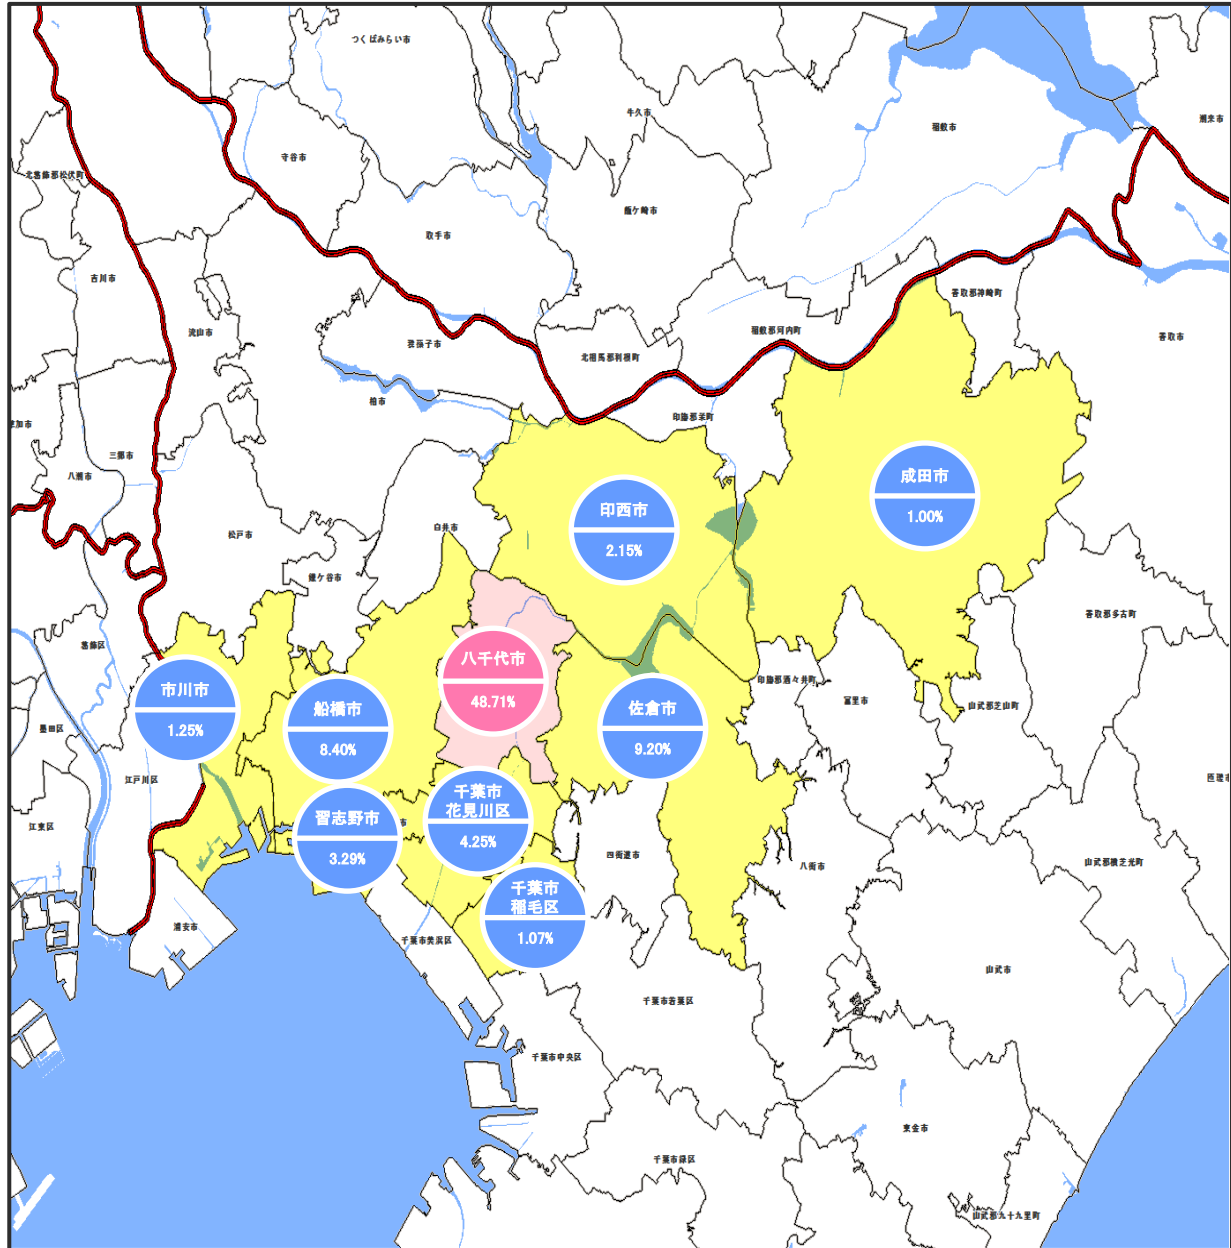 つくばみらい市
牛久市
稲敷市
潮来市
守谷市
北葛飾郡松伏町
龍ケ崎市
取手市
吉川市
流山市
我孫子市
北相馬郡利根町
稲敷郡河内町
香取郡神崎町
香取市
柏市
印旛郡栄町
草加市
三郷市
八潮市
松戸市
白井市
鎌ケ谷市
印西市
2.15%
成田市
1.00%
香取郡多古町
葛飾区
墨田区
江戸川区
江東区
市川市
1.25%
船橋市
8.40%
八千代市
48.71%
佐倉市
9.20%
印旛郡酒々井町
富里市
山武郡芝山町
匝瑳市
習志野市
3.29%
市
千葉市
花見川区
4.25%
千葉市
稲毛区
1.07%
四街道市
八街市
山武郡横芝光町
浦安市
千葉市美浜区
千葉市若葉区
山武市
千葉市中央区
東金市
千葉市緑区
山武郡九十九里町